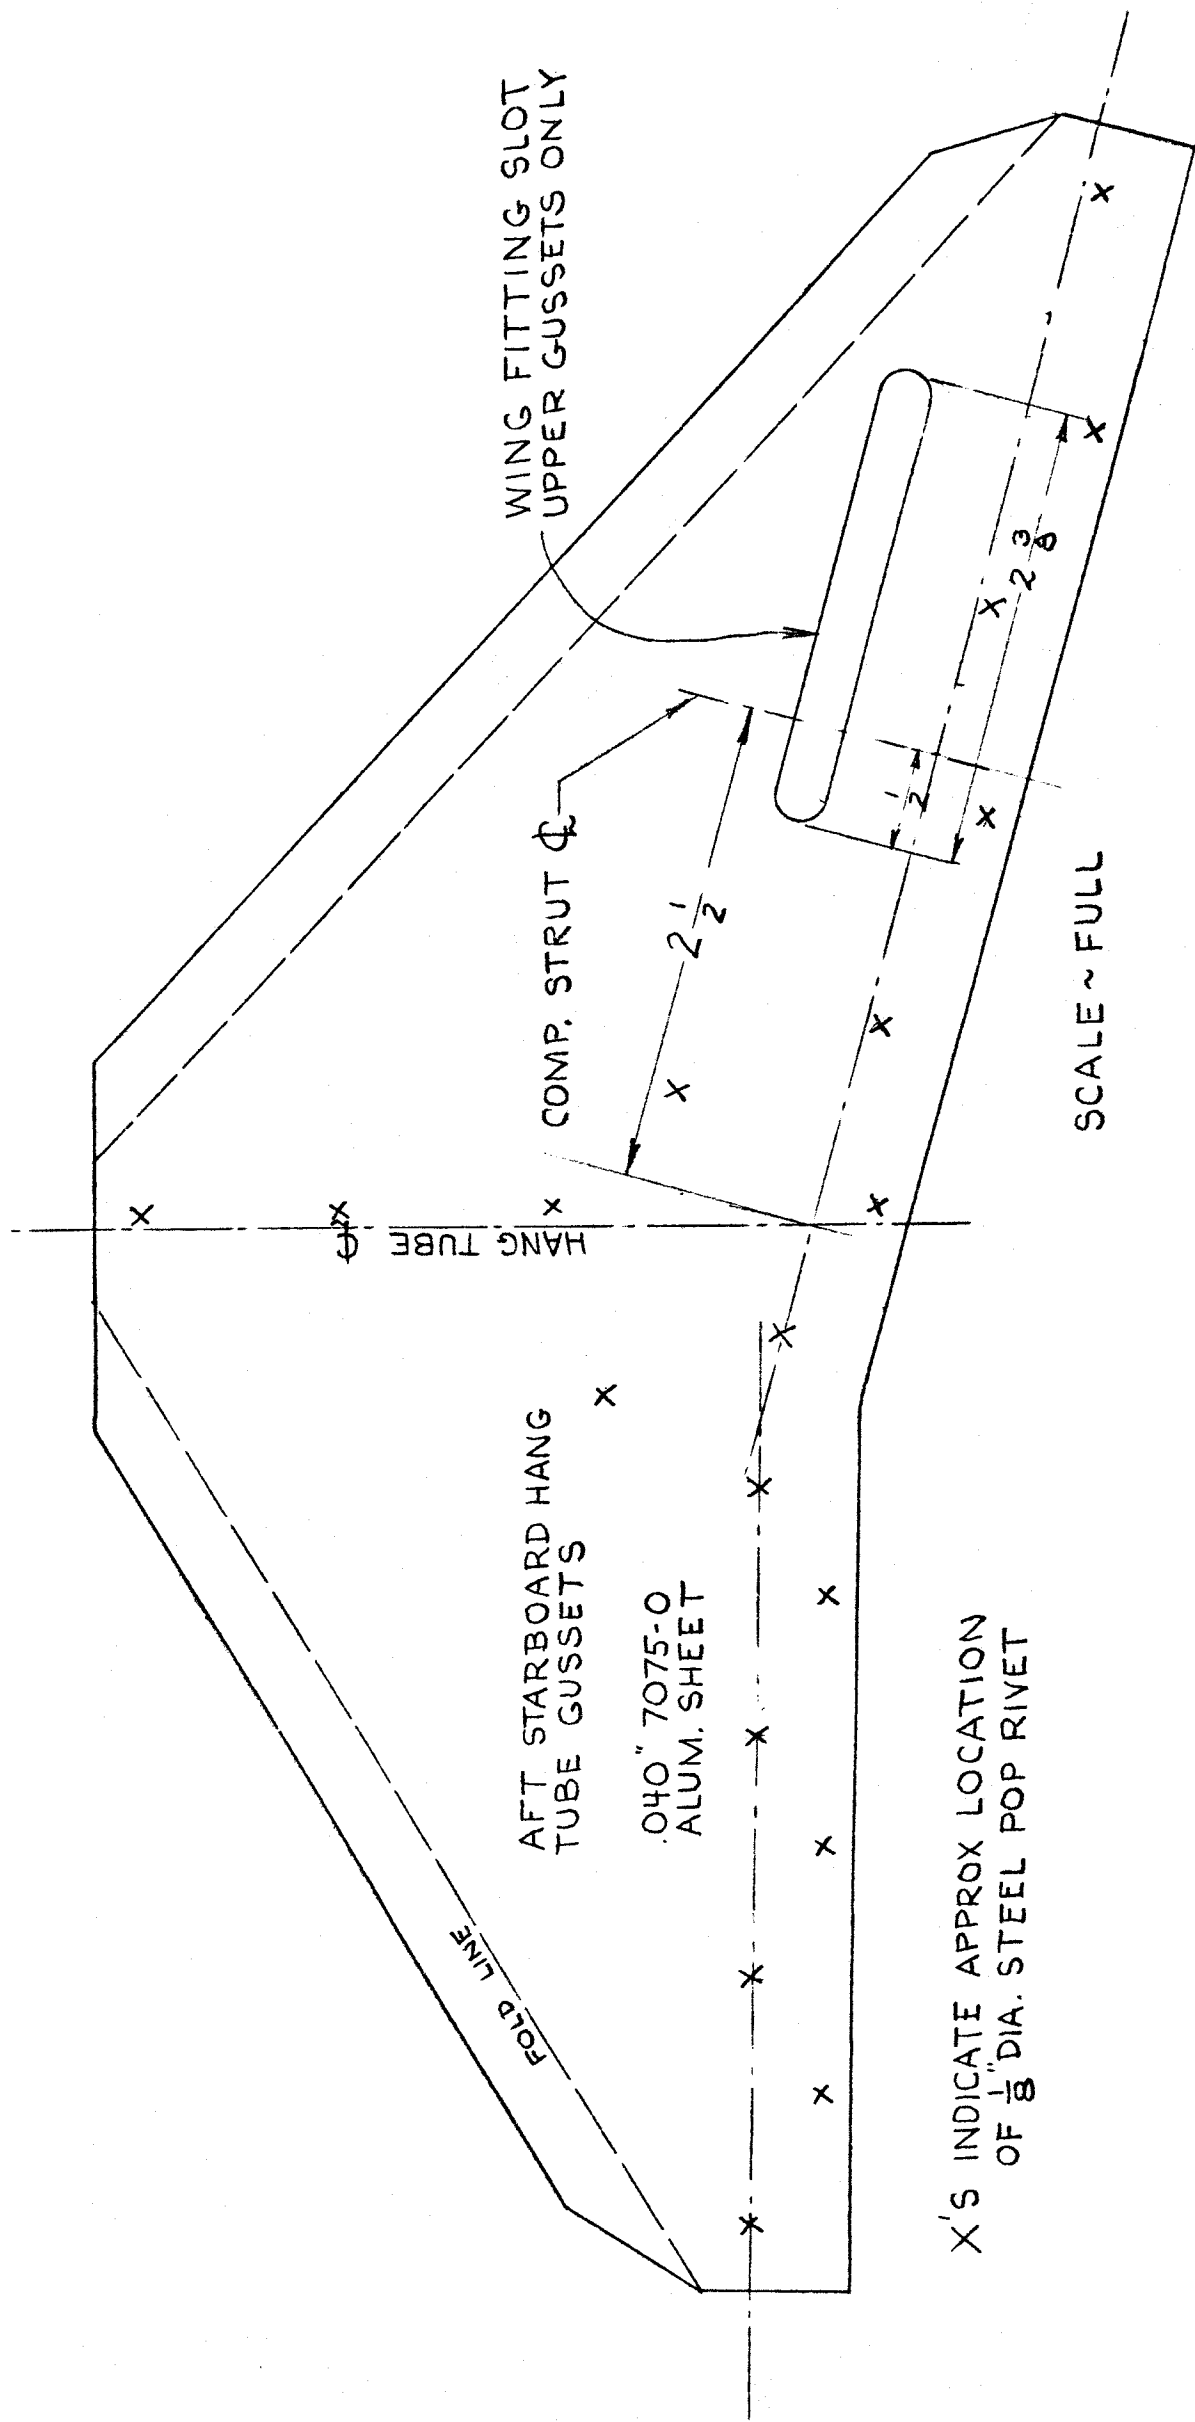 WING FITTING SLOT
UPPER GUSSETS ONLY
COMP. STRUT ℄
2 1/2
1/2
2 3/8
HANG TUBE ℄
AFT STARBOARD HANG
TUBE GUSSETS
.040" 7075-0
ALUM. SHEET
FOLD LINE
SCALE ~ FULL
X'S INDICATE APPROX LOCATION
OF 1/8" DIA. STEEL POP RIVET